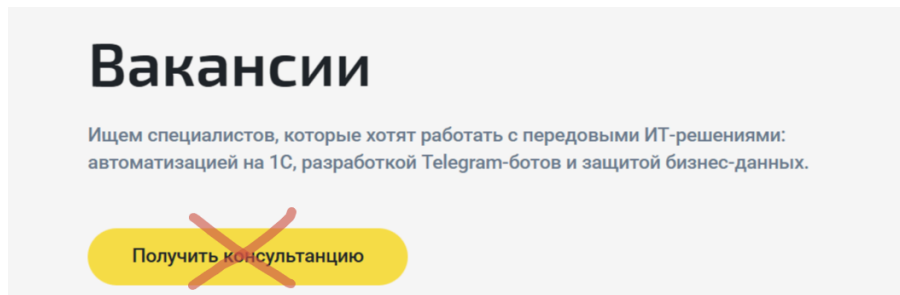 Вакансии
Ищем специалистов, которые хотят работать с передовыми ИТ-решениями:
автоматизацией на 1С, разработкой Telegram-ботов и защитой бизнес-данных.
Получить консультанцию